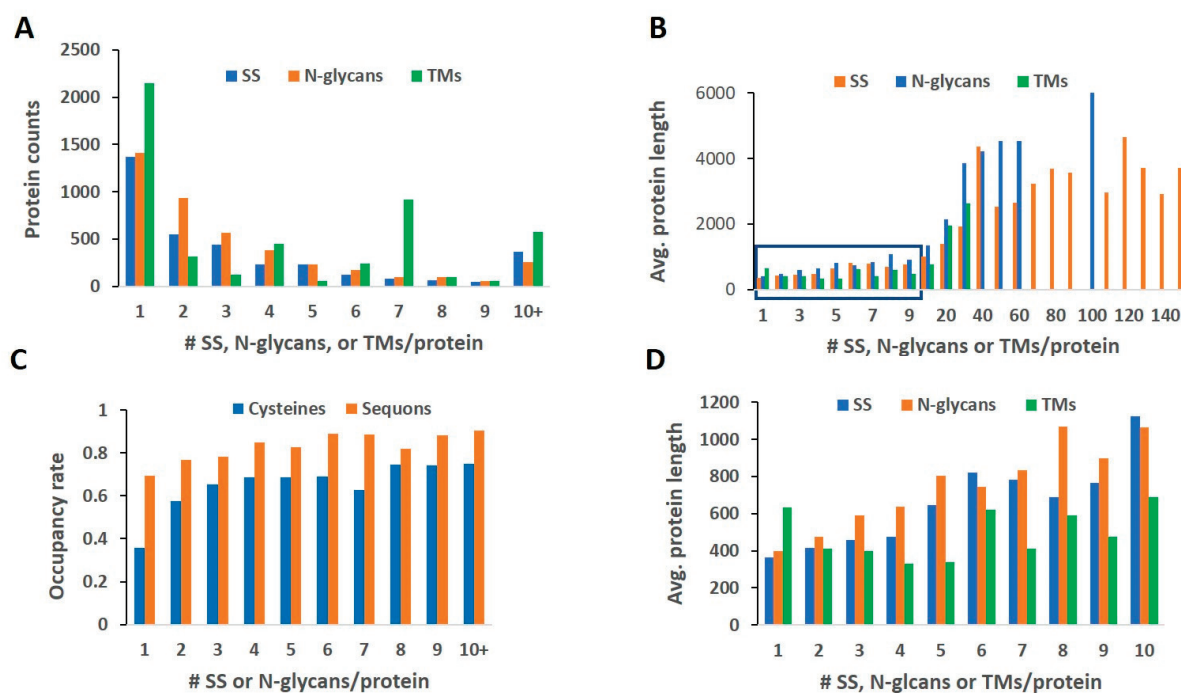 A
2500
2000
1500
1000
500
0
Protein counts
SS N-glycans TMs
1 2 3 4 5 6 7 8 9 10+
# SS, N-glycans, or TMs/protein
B
6000
4000
2000
0
Avg. protein length
SS N-glycans TMs
1 3 5 7 9 20 40 60 80 100 120 140
# SS, N-glycans or TMs/protein
C
1
0.8
0.6
0.4
0.2
0
Occupancy rate
Cysteines Sequons
1 2 3 4 5 6 7 8 9 10+
# SS or N-glycans/protein
D
1200
1000
800
600
400
200
0
Avg. protein length
SS N-glycans TMs
1 2 3 4 5 6 7 8 9 10
# SS, N-glcans or TMs/protein